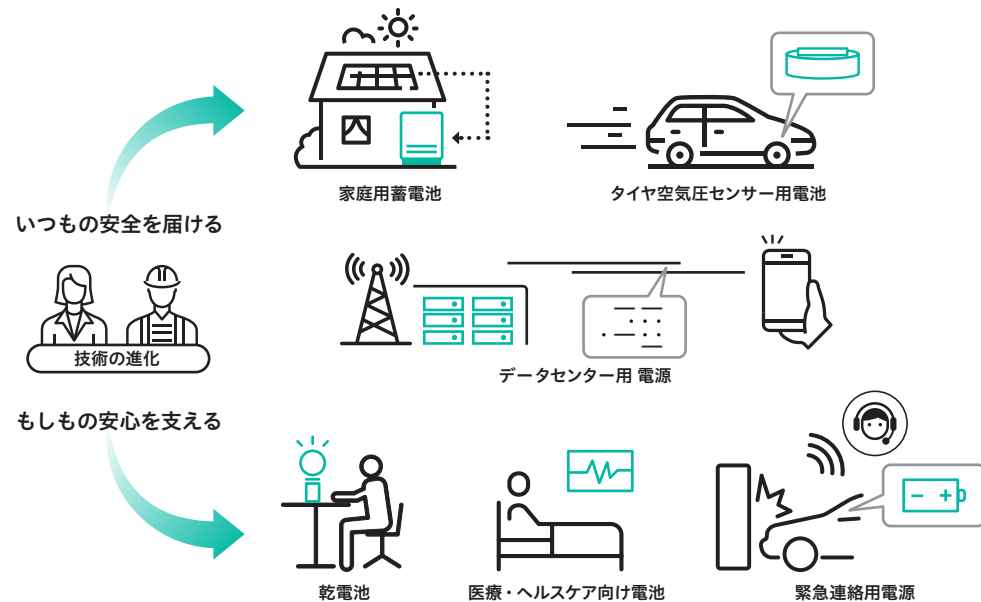 家庭用蓄電池
タイヤ空気圧センサー用電池
いつもの安全を届ける
技術の進化
データセンター用 電源
もしもの安心を支える
乾電池
医療・ヘルスケア向け電池
緊急連絡用電源